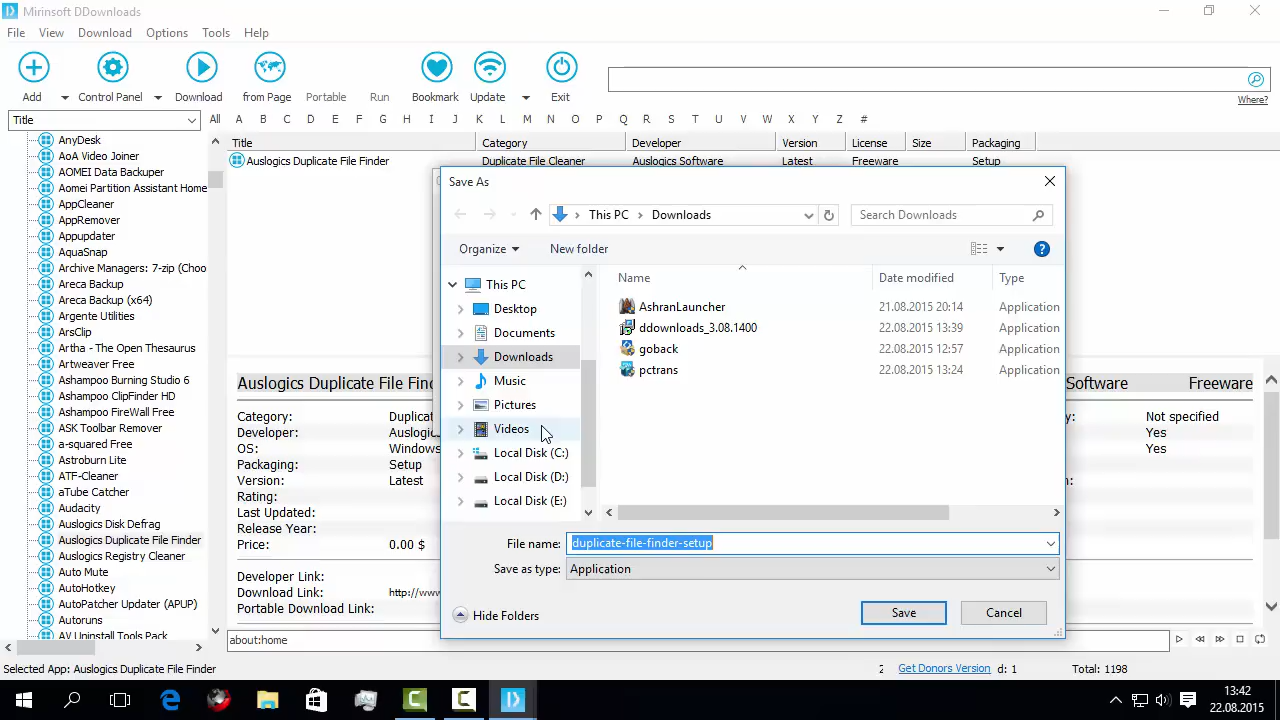 Mirinsoft DDownloads
File View Download Options Tools Help
Add Control Panel Download from Page Portable Run Bookmark Update Exit
Where?
Title
All A B C D E F G H I J K L M N O P Q R S T U V W X Y Z #
Title Category Developer Version License Size Packaging
Auslogics Duplicate File Finder Duplicate File Cleaner Auslogics Software Latest Freeware Setup
AnyDesk
AoA Video Joiner
AOMEI Data Backuper
Aomei Partition Assistant Home
AppCleaner
AppRemover
Appupdater
AquaSnap
Archive Managers: 7-zip (Choo
Areca Backup
Areca Backup (x64)
Argente Utilities
ArsClip
Artha - The Open Thesaurus
Artweaver Free
Ashampoo Burning Studio 6
Ashampoo ClipFinder HD
Ashampoo FireWall Free
ASK Toolbar Remover
a-squared Free
Astroburn Lite
ATF-Cleaner
aTube Catcher
Audacity
Auslogics Disk Defrag
Auslogics Duplicate File Finder
Auslogics Registry Cleaner
Auto Mute
AutoHotkey
AutoPatcher Updater (APUP)
Autoruns
AV Uninstall Tools Pack
Save As
This PC Downloads
Search Downloads
Organize New folder
This PC
Desktop
Documents
Downloads
Music
Pictures
Videos
Local Disk (C:)
Local Disk (D:)
Local Disk (E:)
Name Date modified Type
AshranLauncher 21.08.2015 20:14 Application
ddownloads_3.08.1400 22.08.2015 13:39 Application
goback 22.08.2015 12:57 Application
pctrans 22.08.2015 13:24 Application
File name: duplicate-file-finder-setup
Save as type: Application
Hide Folders
Save Cancel
Auslogics Duplicate File Find Software Freeware
Category: Duplicat Not specified
Developer: Auslogic Yes
OS: Windows Yes
Packaging: Setup
Version: Latest
Rating:
Last Updated:
Release Year:
Price: 0.00 $
Developer Link:
Download Link: http://ww
Portable Download Link:
about:home
Selected App: Auslogics Duplicate File Finder
2 Get Donors Version d: 1 Total: 1198
13:42
22.08.2015